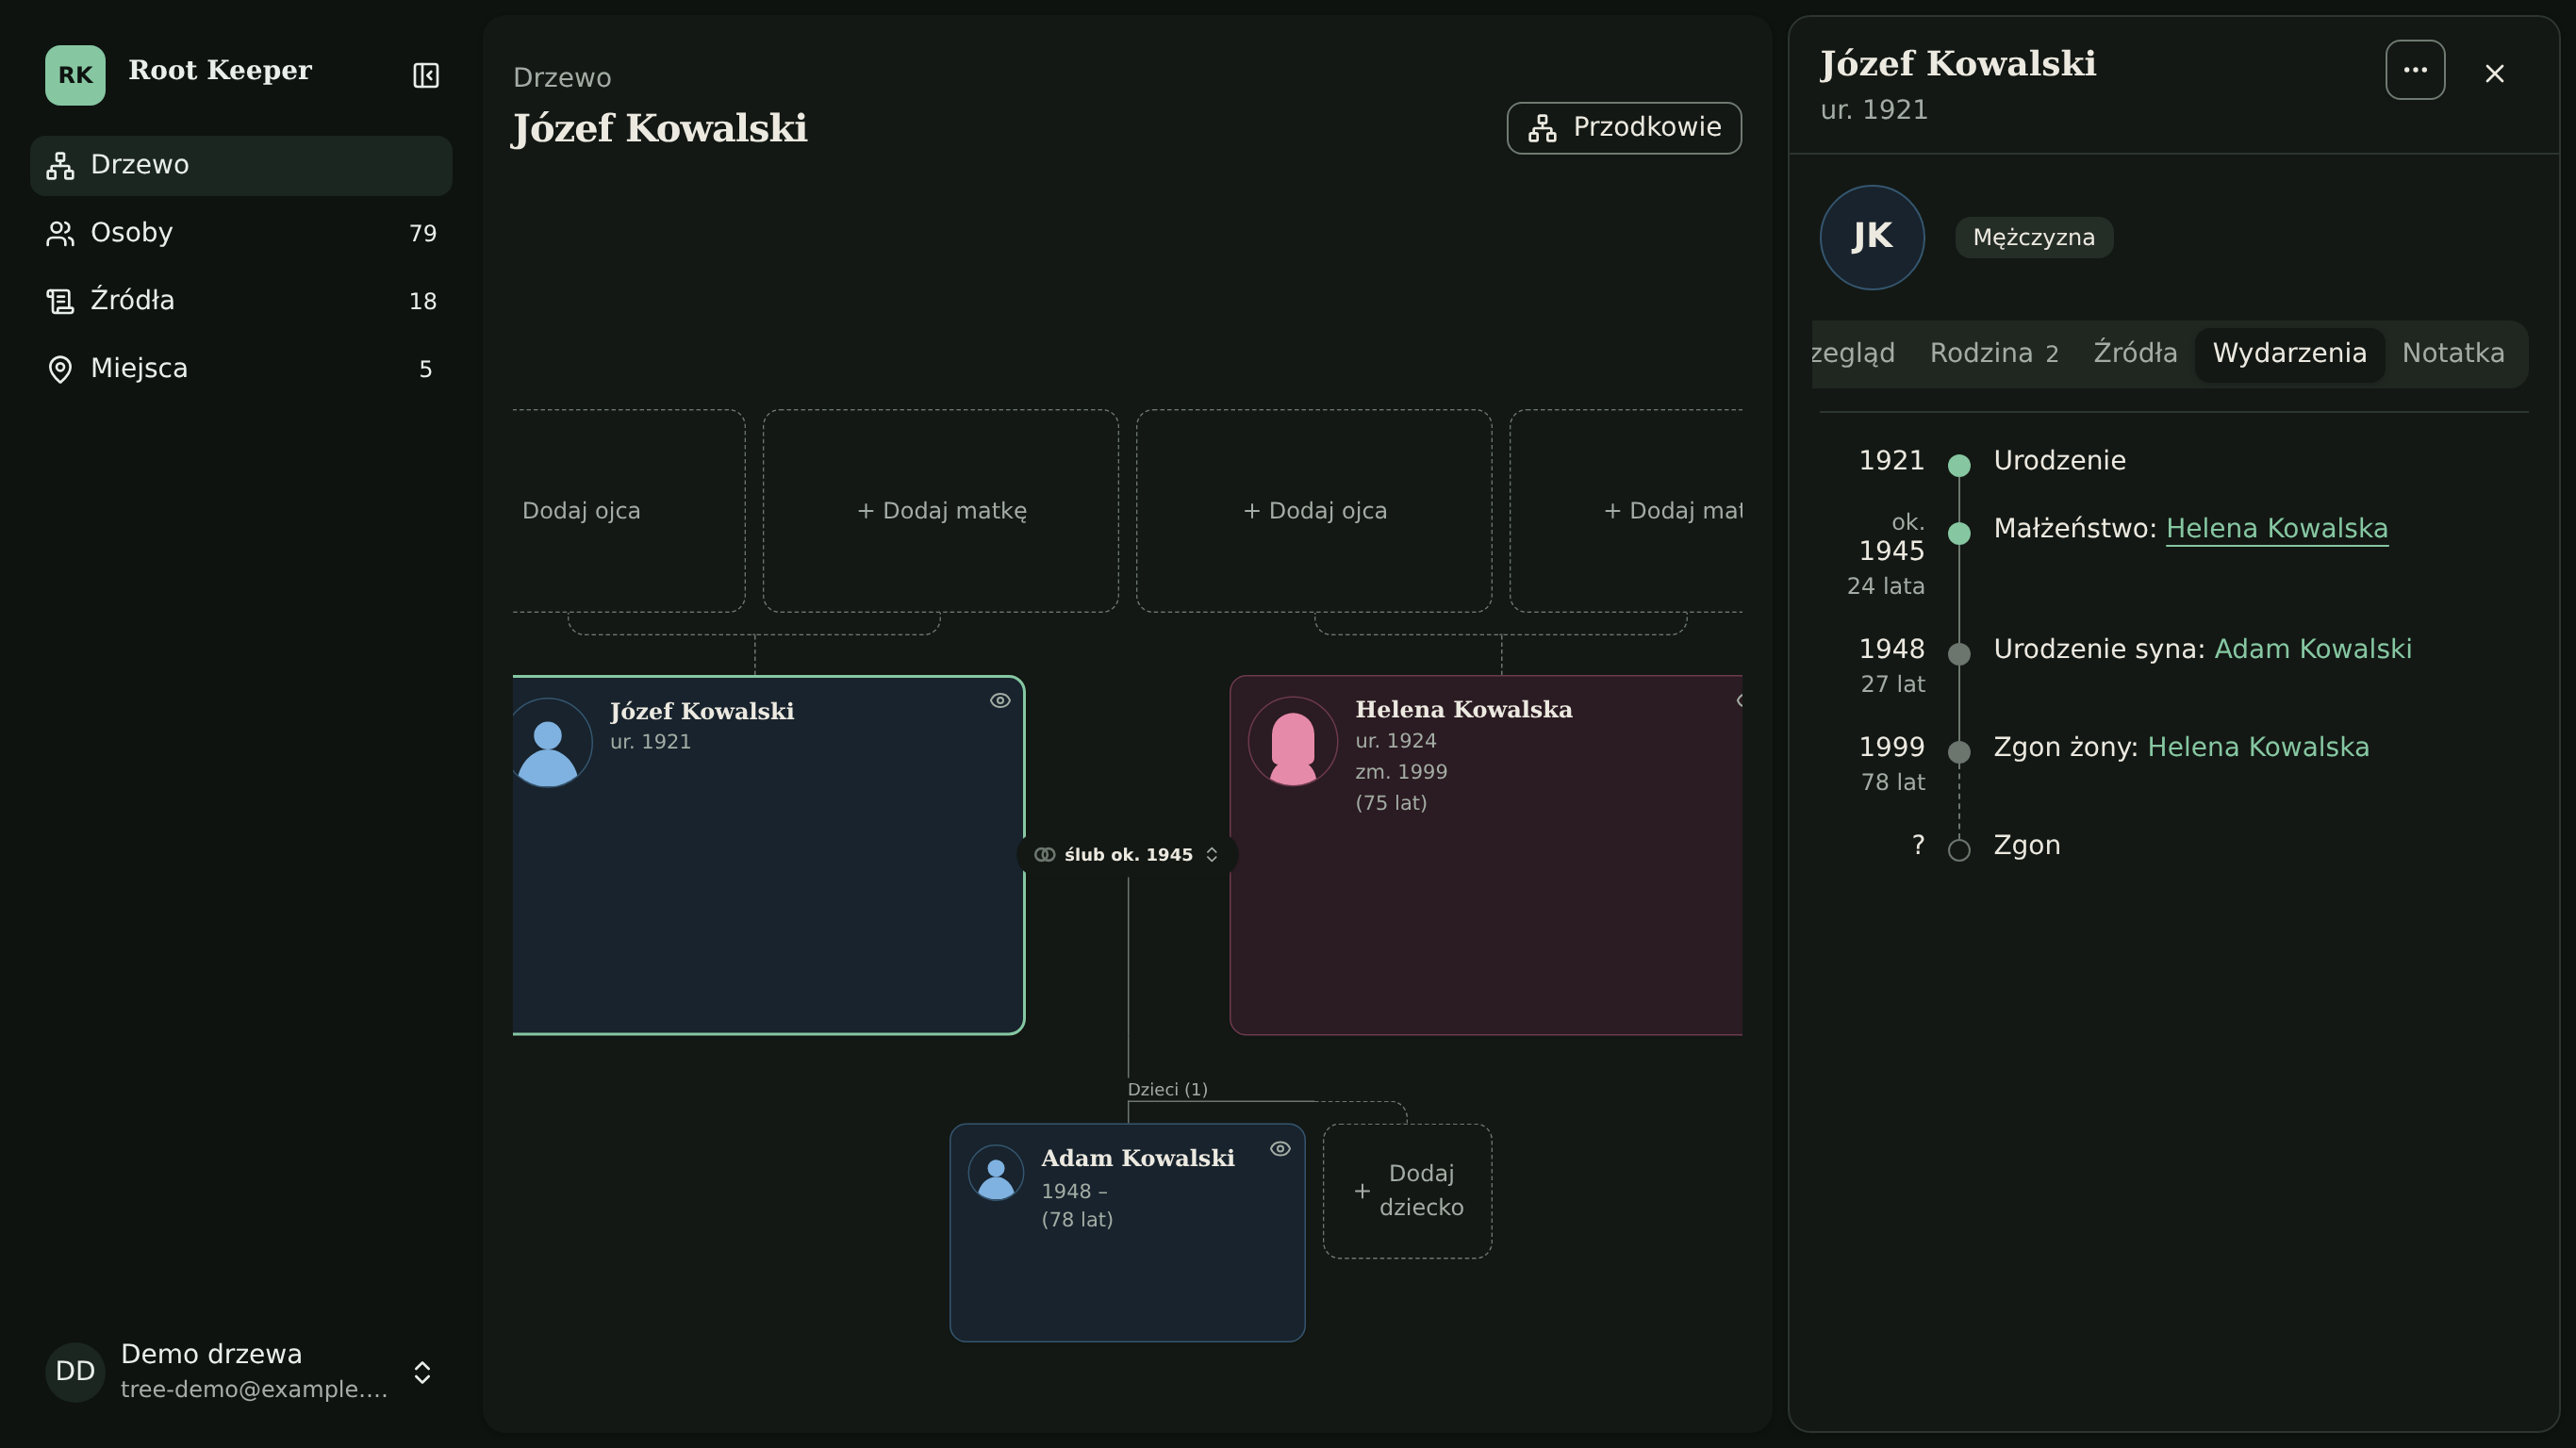 RK
Root Keeper
Drzewo
Osoby 79
Źródła 18
Miejsca 5
DD
Demo drzewa
tree-demo@example....
Drzewo
Józef Kowalski
Przodkowie
Dodaj ojca
+ Dodaj matkę
+ Dodaj ojca
+ Dodaj mat
Józef Kowalski
ur. 1921
Helena Kowalska
ur. 1924
zm. 1999
(75 lat)
ślub ok. 1945
Dzieci (1)
Adam Kowalski
1948 –
(78 lat)
+ Dodaj
dziecko
Józef Kowalski
ur. 1921
JK
Mężczyzna
zegląd Rodzina 2 Źródła Wydarzenia Notatka
1921 Urodzenie
ok.
1945 Małżeństwo: Helena Kowalska
24 lata
1948 Urodzenie syna: Adam Kowalski
27 lat
1999 Zgon żony: Helena Kowalska
78 lat
? Zgon